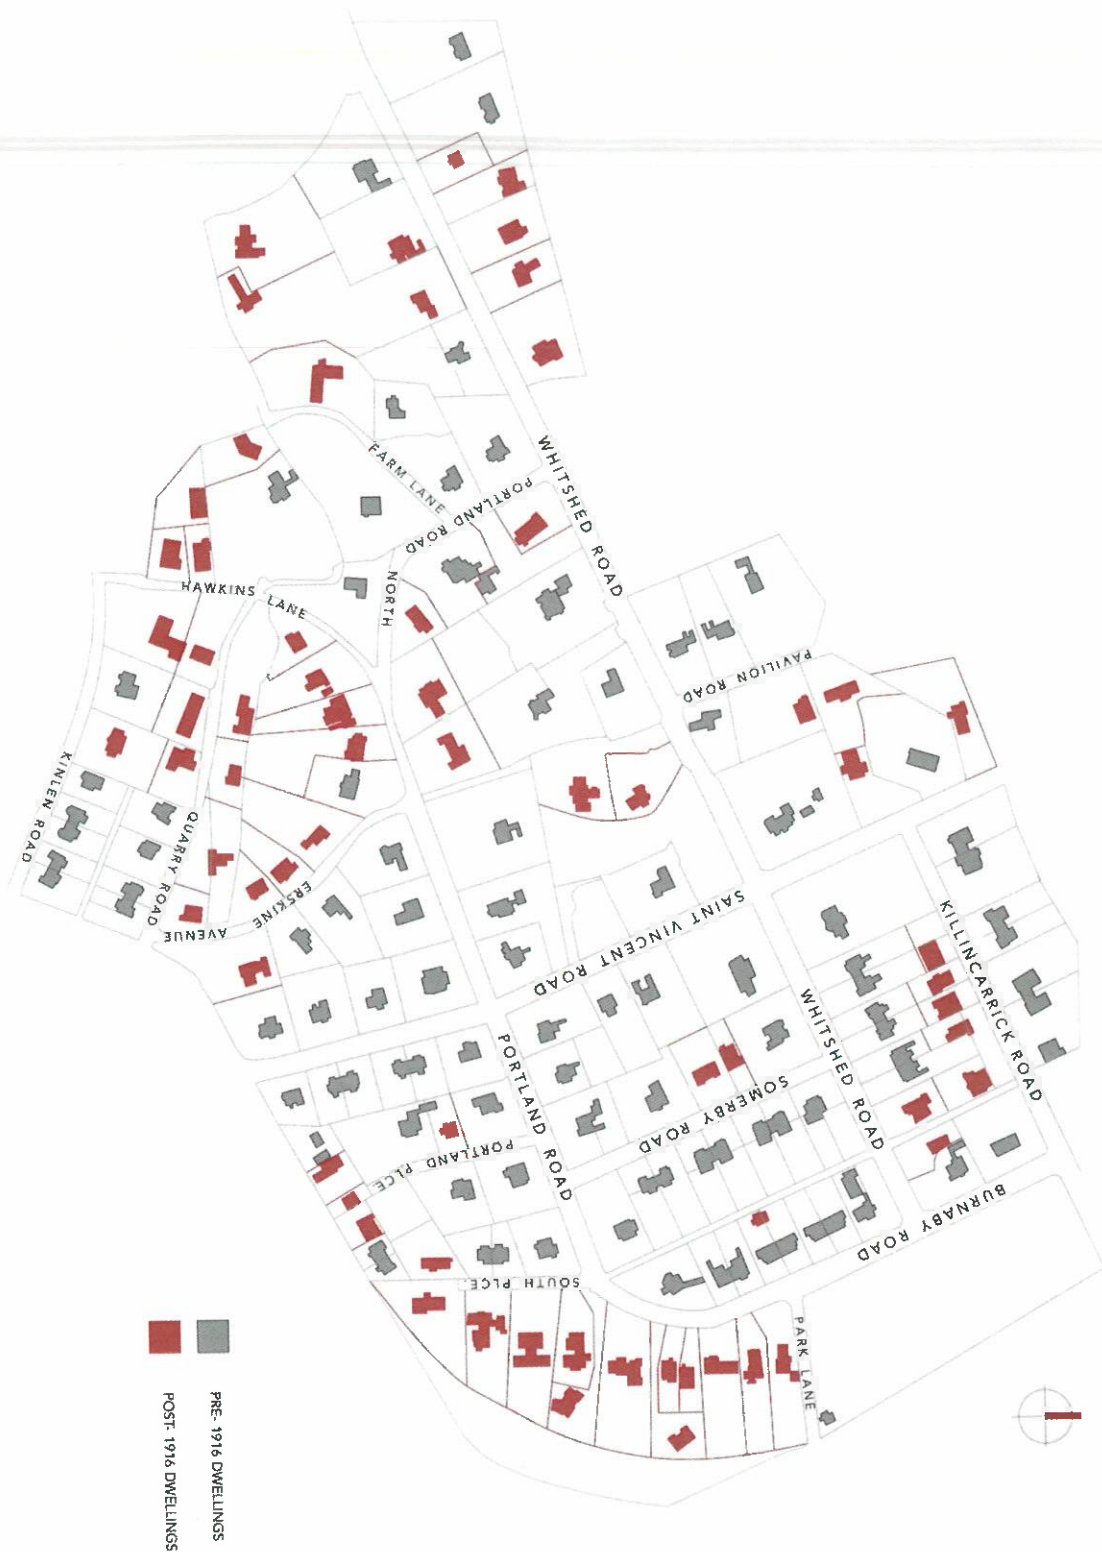 WHITSHED ROAD
FARM LANE
PORTLAND ROAD
NORTH
HAWKINS LANE
PAVILION ROAD
KINLEN ROAD
QUARRY ROAD
ERSKINE
AVENUE
SAINT VINCENT ROAD
KILLINCARRICK ROAD
WHITSHED ROAD
PORTLAND ROAD
SOMERBY ROAD
PORTLAND PLCE.
BURNABY ROAD
SOUTH PLCE.
PARK LANE
PRE- 1916 DWELLINGS
POST- 1916 DWELLINGS